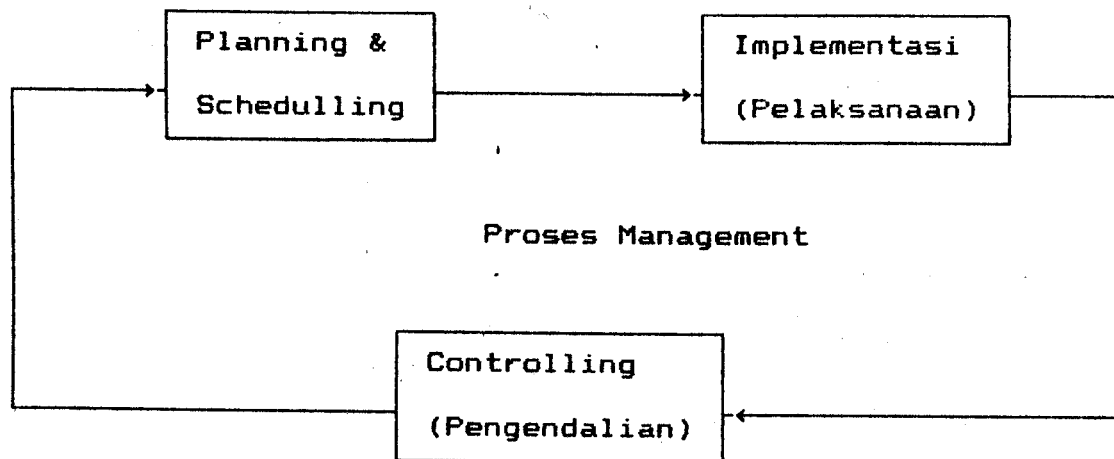 Planning &
Schedulling
Implementasi
(Pelaksanaan)
Proses Management
Controlling
(Pengendalian)